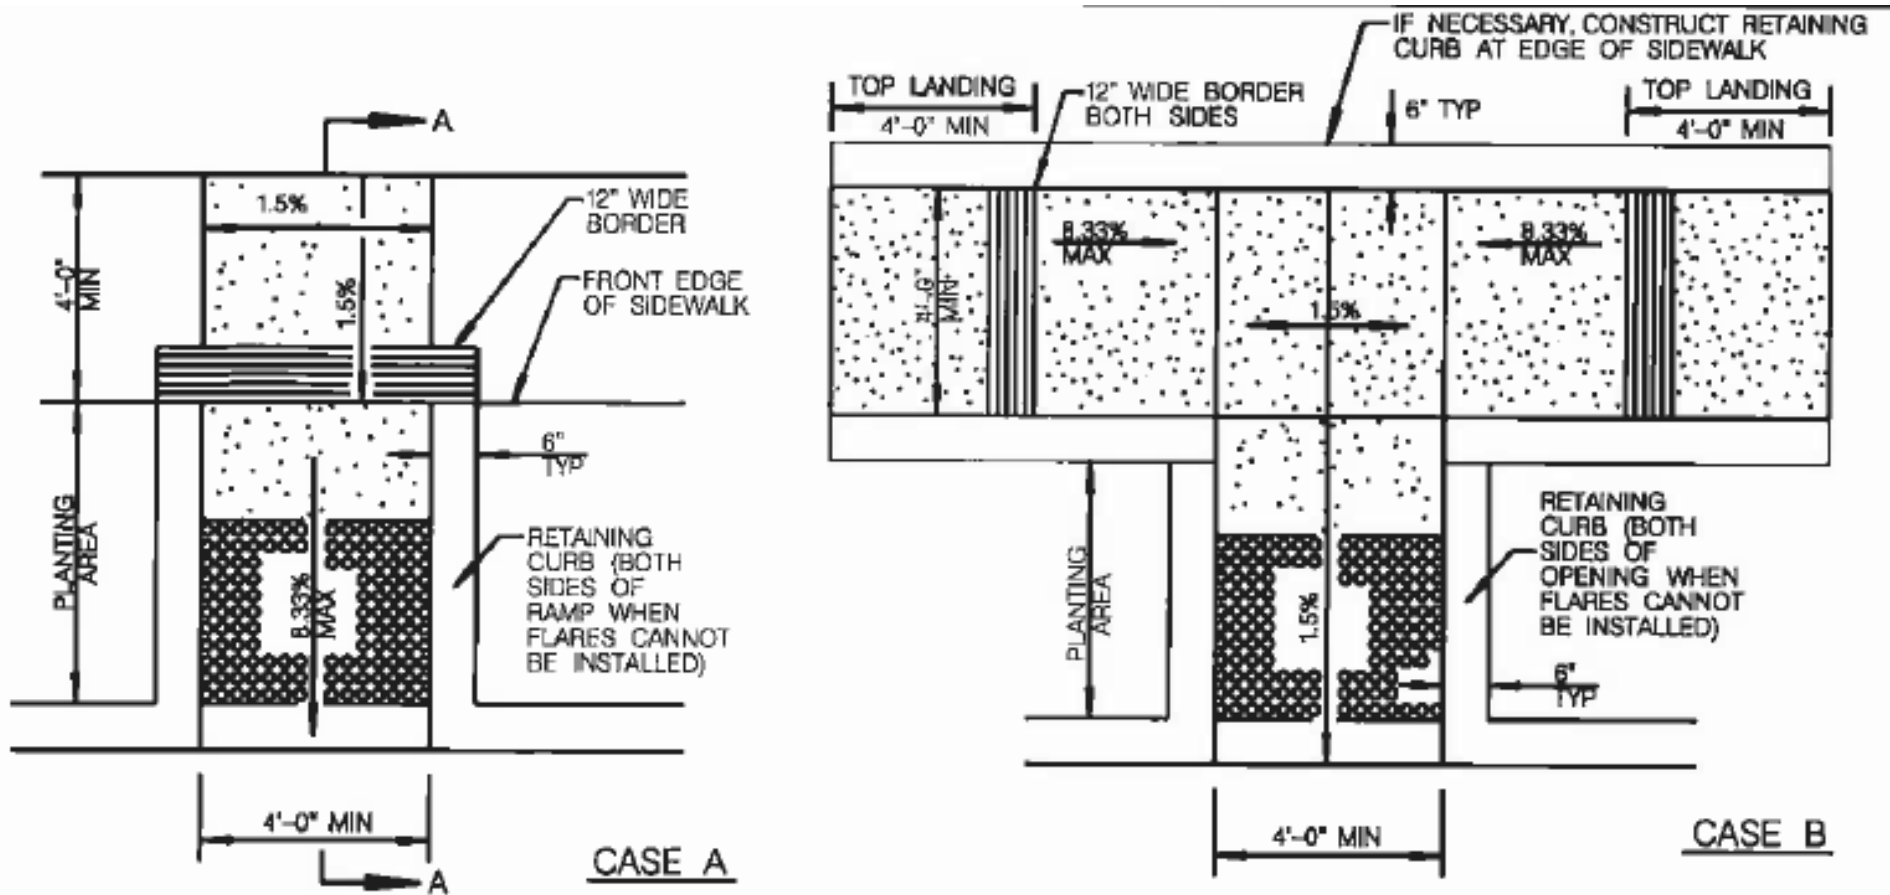 A
1.5%
12" WIDE
BORDER
4'-0"
MIN
1.5%
FRONT EDGE
OF SIDEWALK
6"
TYP
PLANTING
AREA
RETAINING
CURB (BOTH
SIDES OF
RAMP WHEN
FLARES CANNOT
BE INSTALLED)
8.33%
MAX
4'-0" MIN
CASE A
A
IF NECESSARY, CONSTRUCT RETAINING
CURB AT EDGE OF SIDEWALK
TOP LANDING
4'-0" MIN
12" WIDE BORDER
BOTH SIDES
6" TYP
TOP LANDING
4'-0" MIN
8.33%
MAX
8.33%
MAX
4'-0"
MIN
1.5%
PLANTING
AREA
1.5%
RETAINING
CURB (BOTH
SIDES OF
OPENING WHEN
FLARES CANNOT
BE INSTALLED)
6"
TYP
4'-0" MIN
CASE B